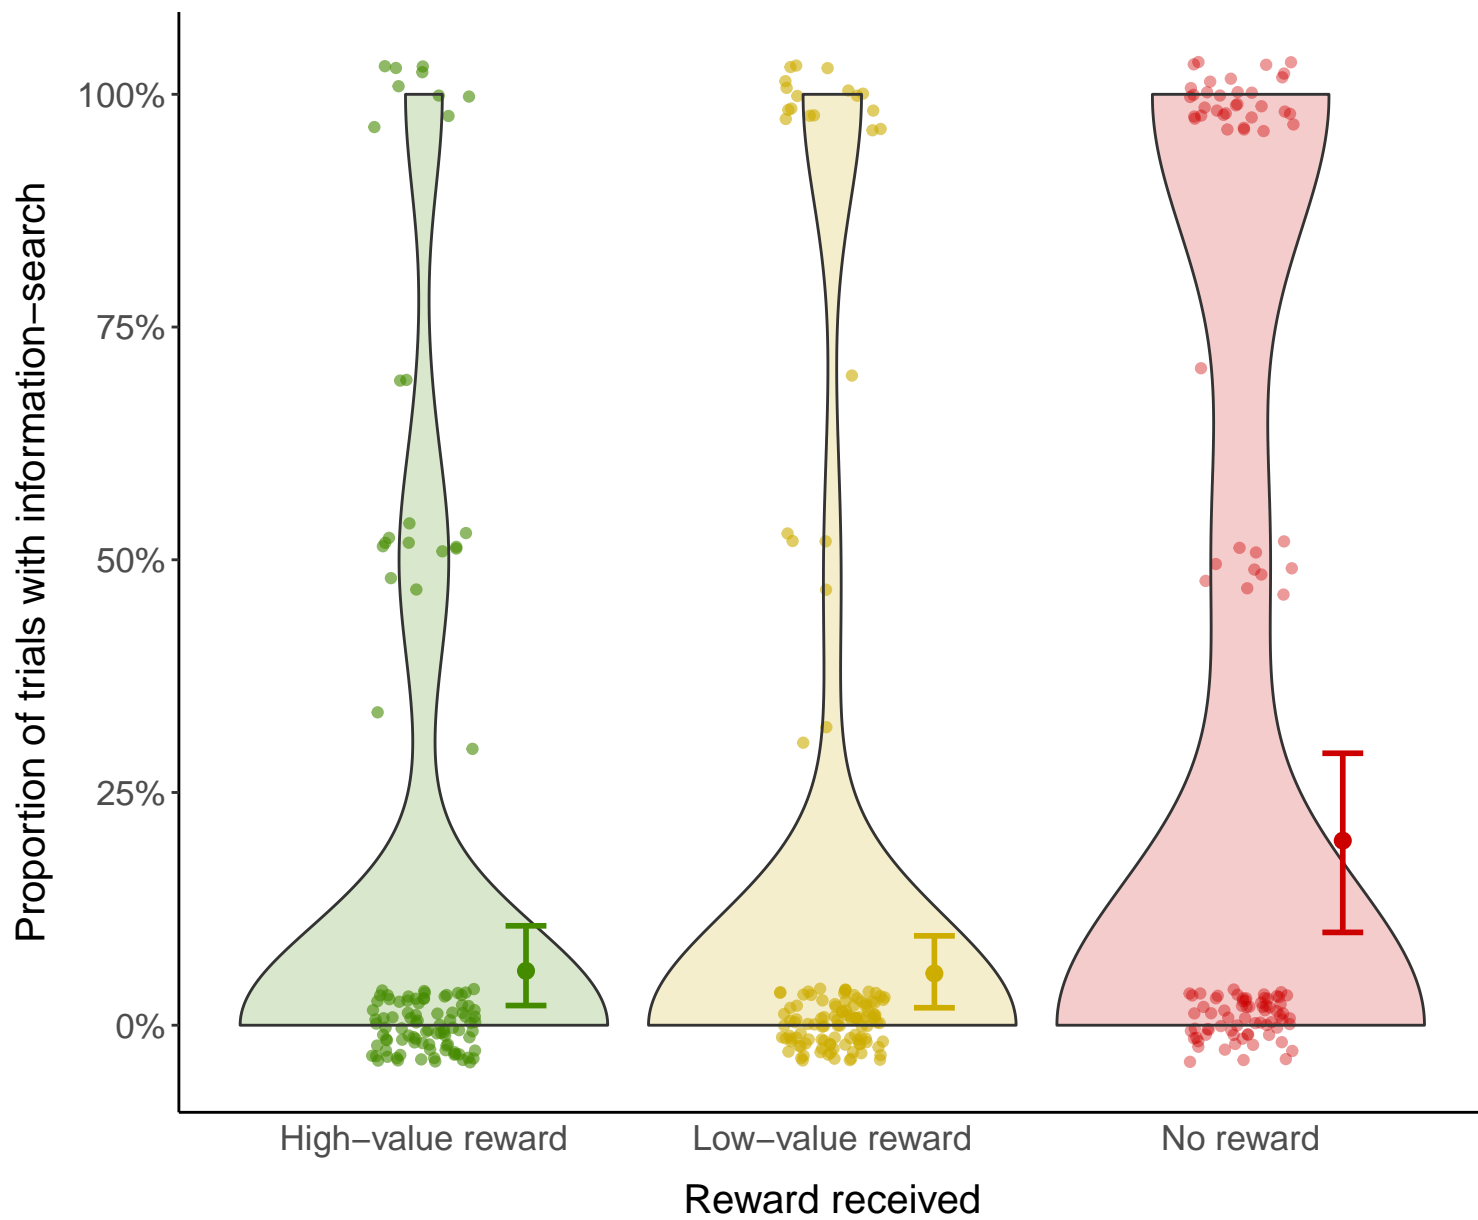 Proportion of trials with information−search
100%
75%
50%
25%
0%
High−value reward
Low−value reward
No reward
Reward received